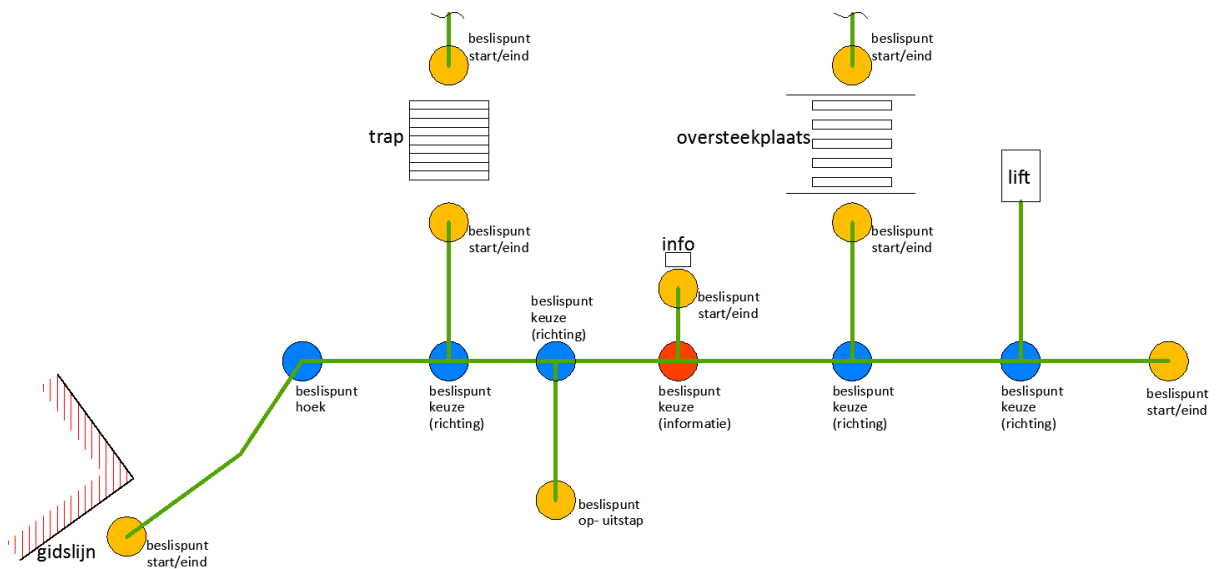 beslispunt
start/eind
beslispunt
start/eind
trap
oversteekplaats
lift
beslispunt
start/eind
info
beslispunt
start/eind
beslispunt
start/eind
beslispunt
keuze
(richting)
beslispunt
hoek
beslispunt
keuze
(richting)
beslispunt
keuze
(informatie)
beslispunt
keuze
(richting)
beslispunt
keuze
(richting)
beslispunt
start/eind
beslispunt
op- uitstap
gidslijn
beslispunt
start/eind